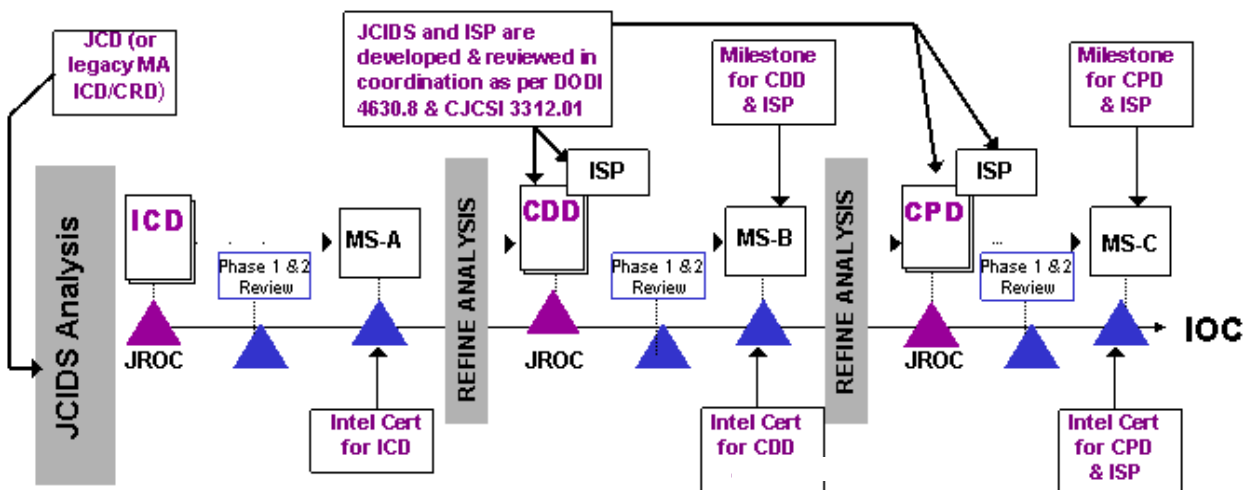 JCD (or
legacy MA
ICD/CRD)
JCIDS and ISP are
developed & reviewed in
coordination as per DODI
4630.8 & CJCSI 3312.01
Milestone
for CDD
& ISP
Milestone
for CPD
& ISP
JCIDS Analysis
ICD
MS-A
Phase 1 &2
Review
JROC
Intel Cert
for ICD
REFINE ANALYSIS
CDD
ISP
MS-B
Phase 1 &2
Review
JROC
Intel Cert
for CDD
REFINE ANALYSIS
CPD
ISP
...
MS-C
Phase 1 &2
Review
JROC
Intel Cert
for CPD
& ISP
IOC